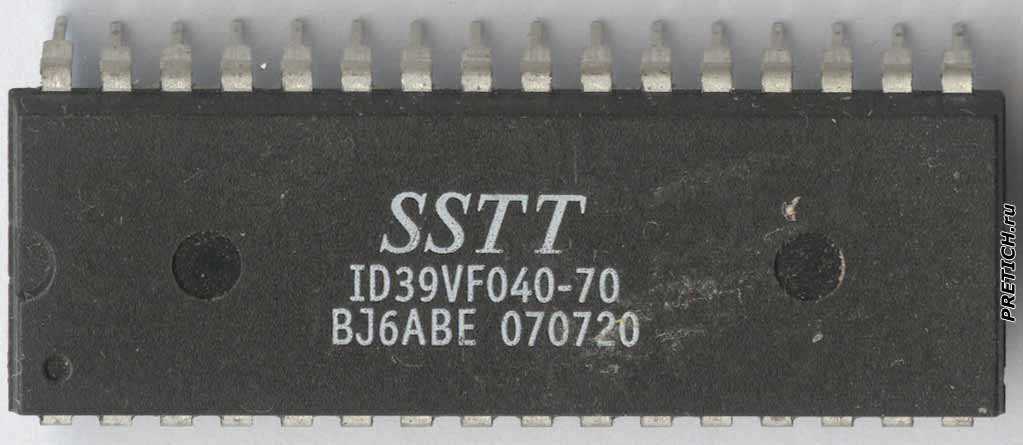 SSTT
ID39VF040-70
BJ6ABE 070720
PRETICH.ru